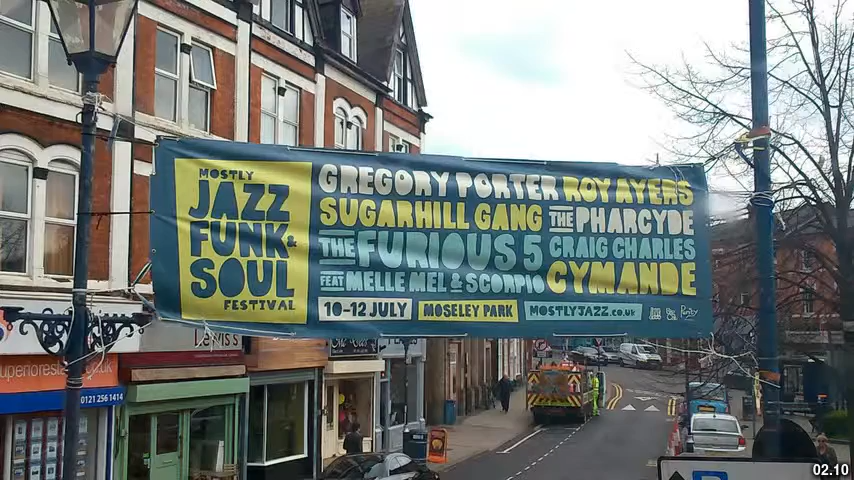 MOSTLY
JAZZ
FUNK &
SOUL
FESTIVAL
GREGORY PORTER ROY AYERS
SUGARHILL GANG THE PHARCYDE
THE FURIOUS 5 CRAIG CHARLES
FEAT MELLE MEL & SCORPIO CYMANDE
10-12 JULY
MOSELEY PARK
MOSTLYJAZZ.co.uk
Lewis's
0121 256 1414
P
02.10